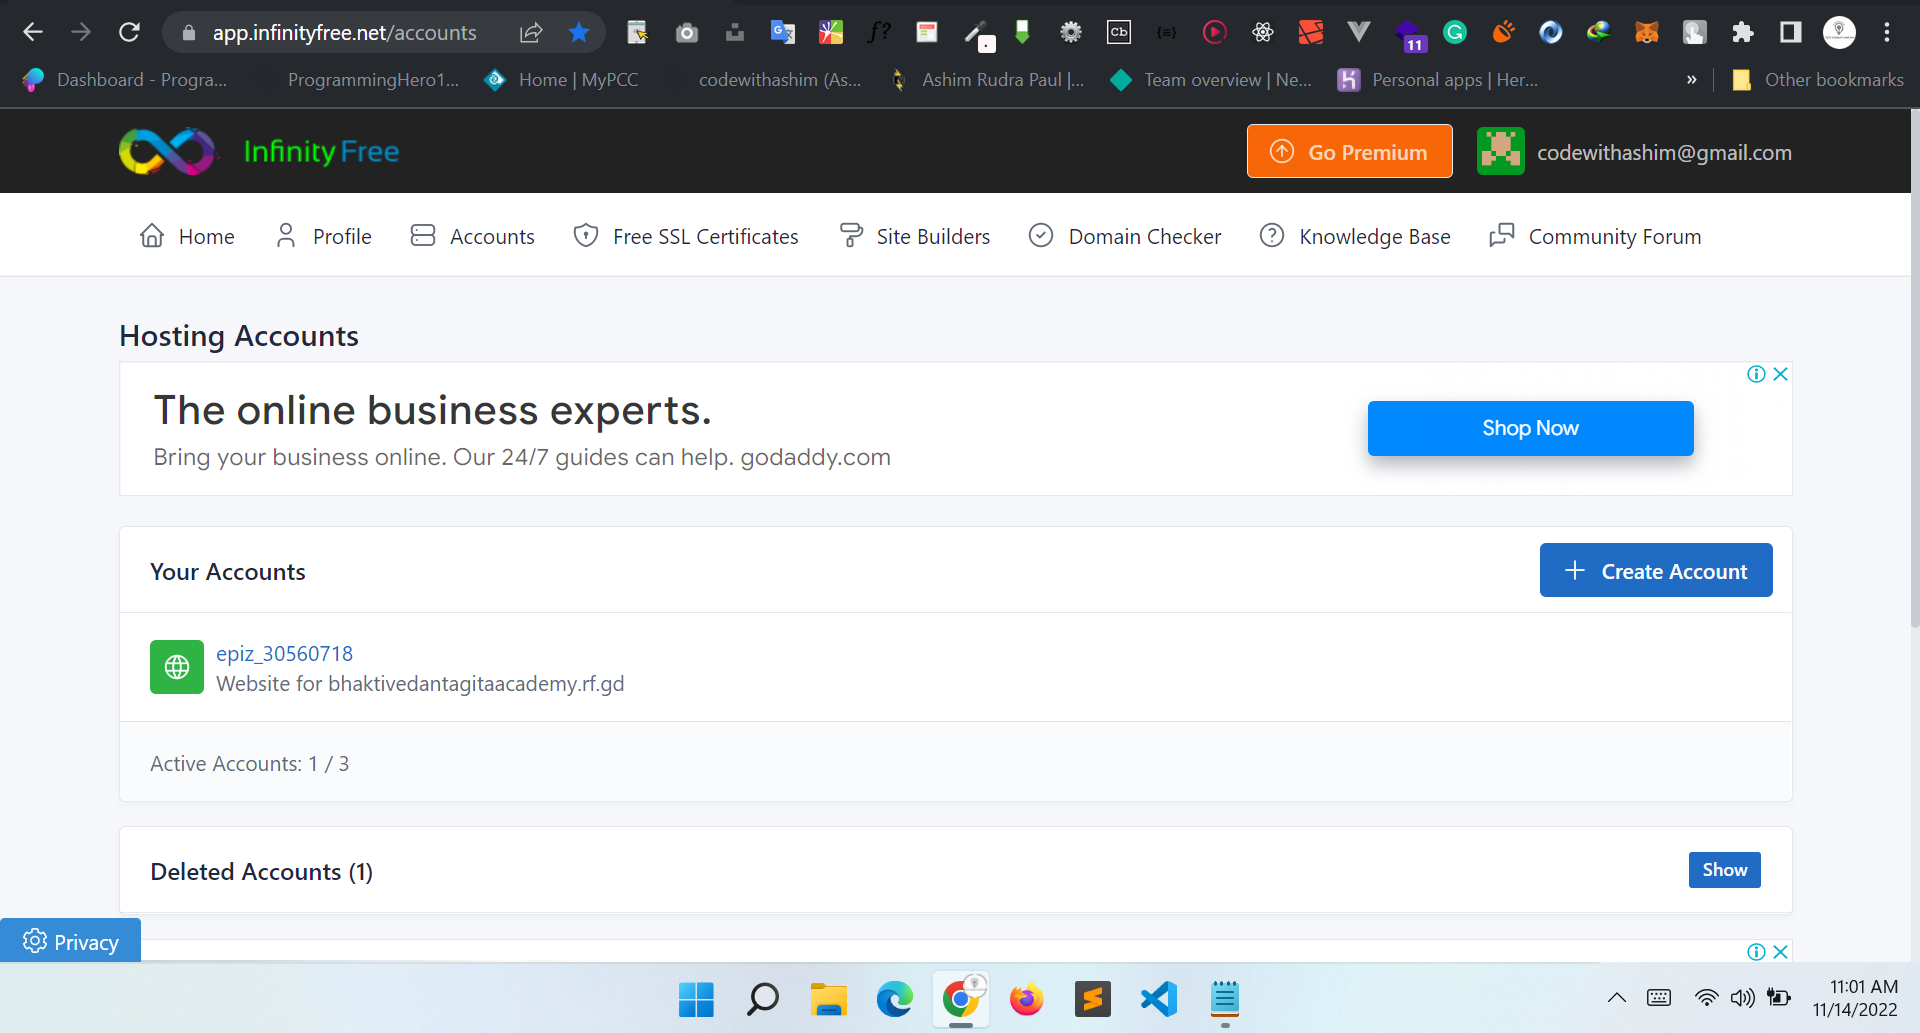 app.infinityfree.net/accounts
11
Dashboard - Progra...
ProgrammingHero1...
Home | MyPCC
codewithashim (As...
Ashim Rudra Paul |...
Team overview | Ne...
Personal apps | Her...
»
Other bookmarks
Infinity Free
Go Premium
codewithashim@gmail.com
Home
Profile
Accounts
Free SSL Certificates
Site Builders
Domain Checker
Knowledge Base
Community Forum
Hosting Accounts
The online business experts.
Bring your business online. Our 24/7 guides can help. godaddy.com
Shop Now
Your Accounts
+ Create Account
epiz_30560718
Website for bhaktivedantagitaacademy.rf.gd
Active Accounts: 1 / 3
Deleted Accounts (1)
Show
Privacy
11:01 AM
11/14/2022